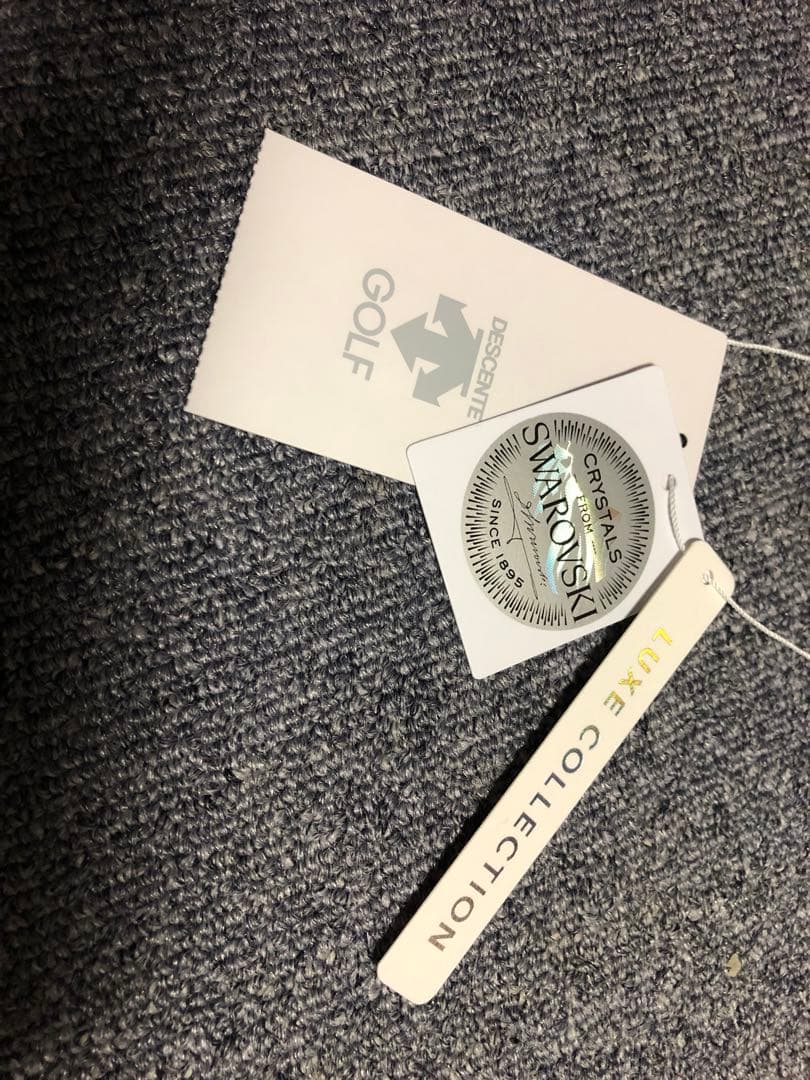 DESCENTE
GOLF
CRYSTALS
FROM
SWAROVSKI
SINCE 1895
LUXE COLLECTION